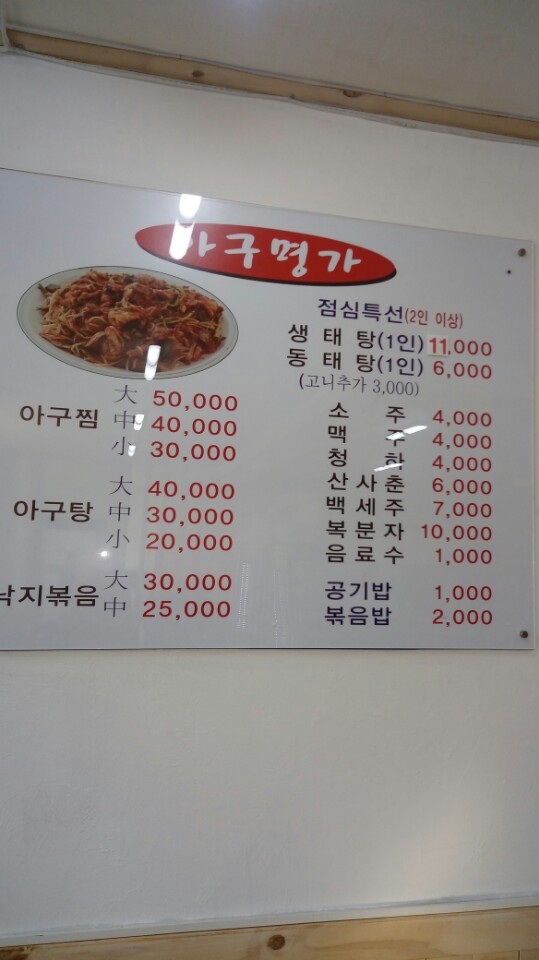 아구명가
아구찜 大 50,000
中 40,000
小 30,000
아구탕 大 40,000
中 30,000
小 20,000
낙지볶음 大 30,000
中 25,000
점심특선(2인 이상)
생태탕(1인) 11,000
동태탕(1인) 6,000
(고니추가 3,000)
소주 4,000
맥주 4,000
청하 4,000
산사춘 6,000
백세주 7,000
복분자 10,000
음료수 1,000
공기밥 1,000
볶음밥 2,000